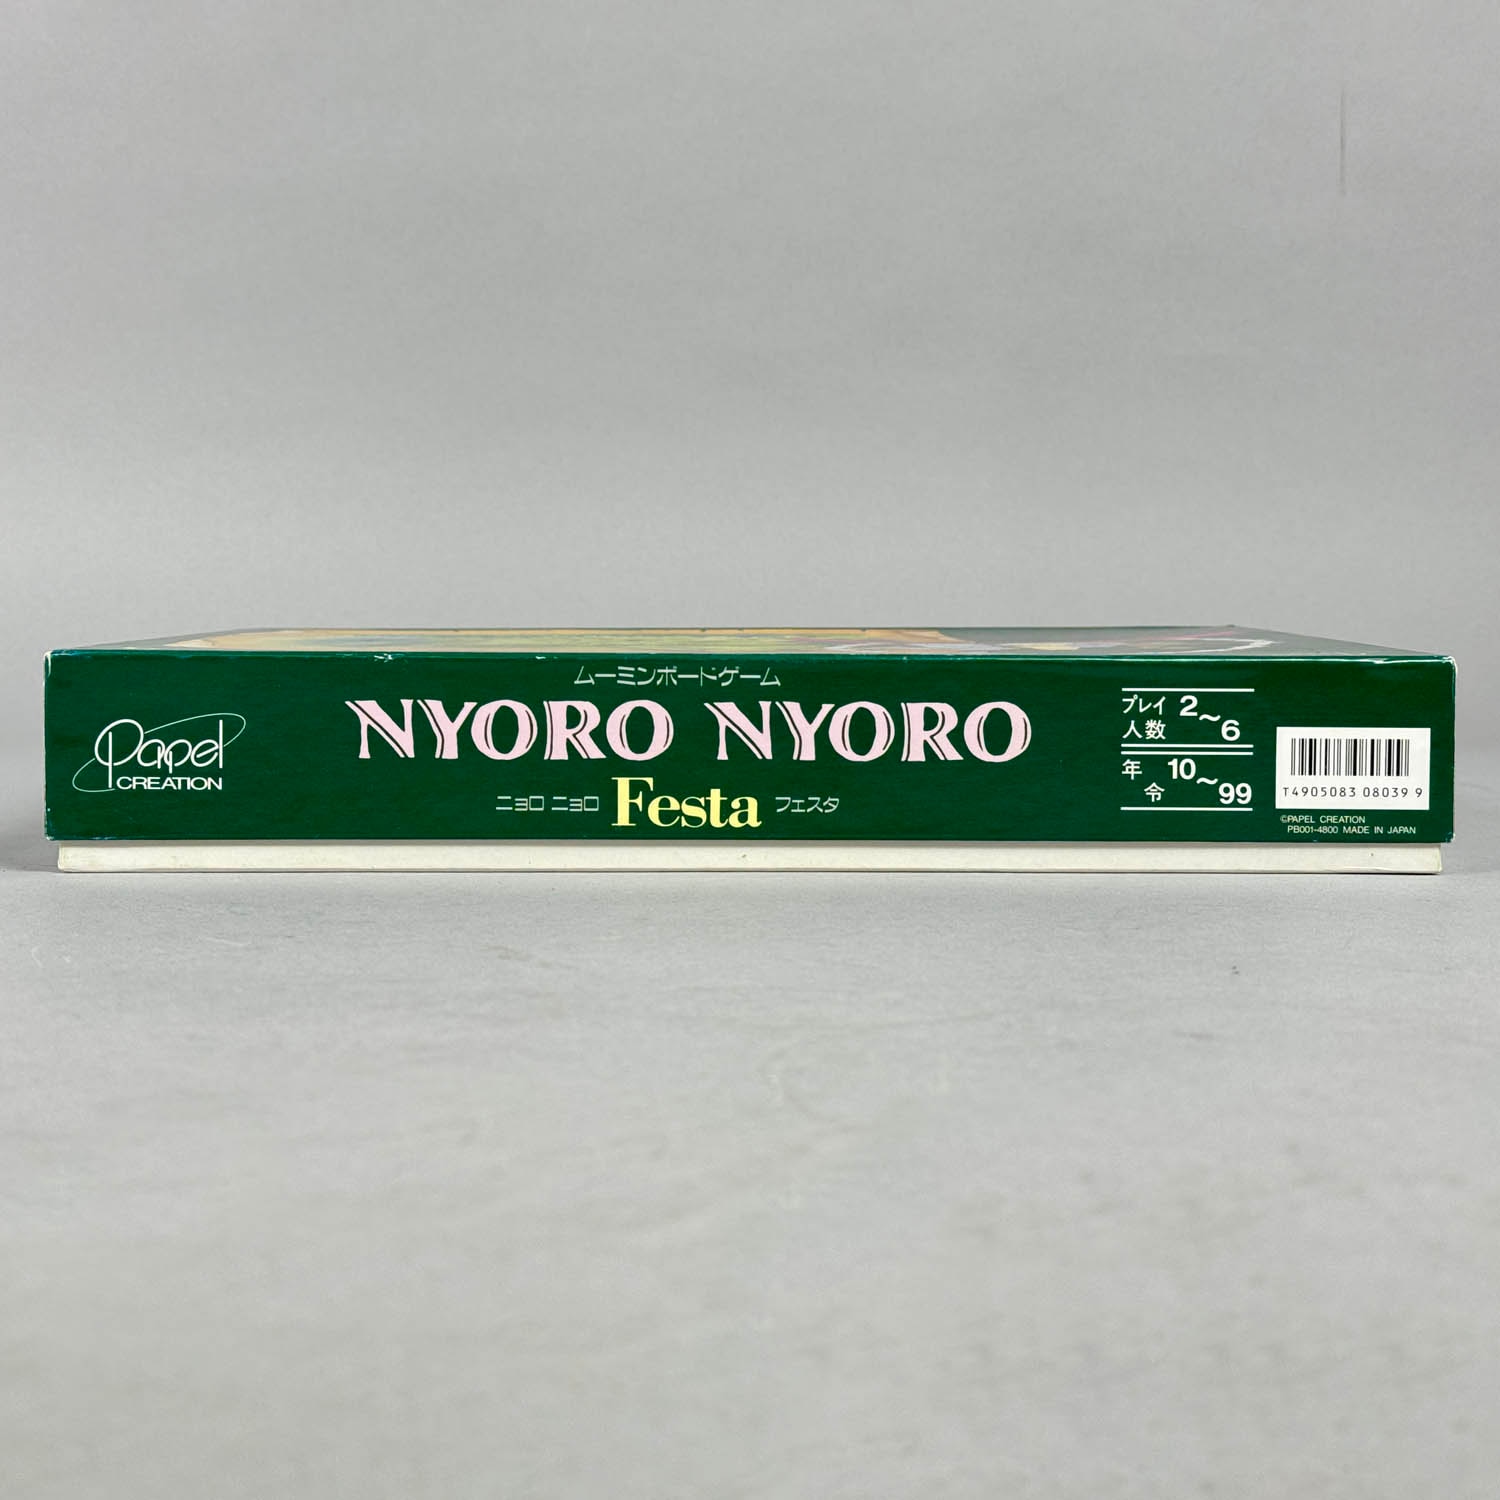 ムーミンボードゲーム
NYORO NYORO
ニョロ ニョロ Festa フェスタ
Papel
CREATION
プレイ人数 2〜6
年令 10〜99
T4905083 08039 9
©PAPEL CREATION
PB001-4800 MADE IN JAPAN